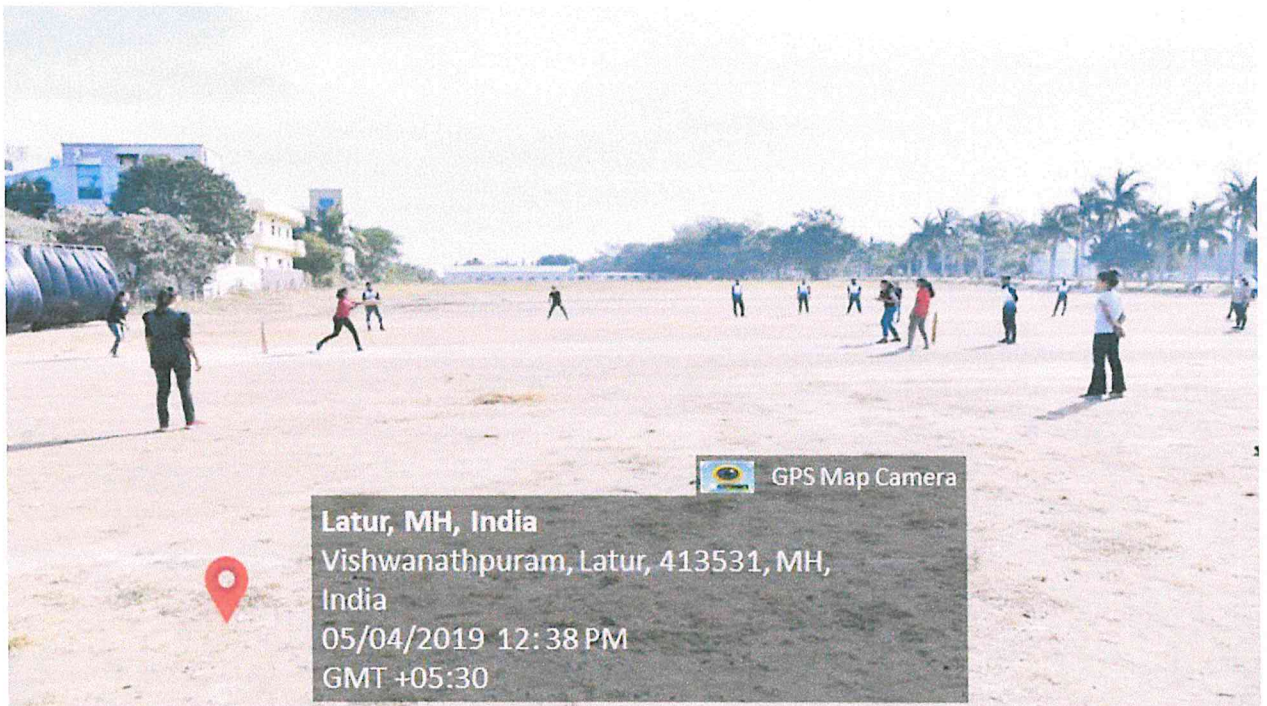 GPS Map Camera
Latur, MH, India
Vishwanathpuram, Latur, 413531, MH,
India
05/04/2019 12:38 PM
GMT +05:30